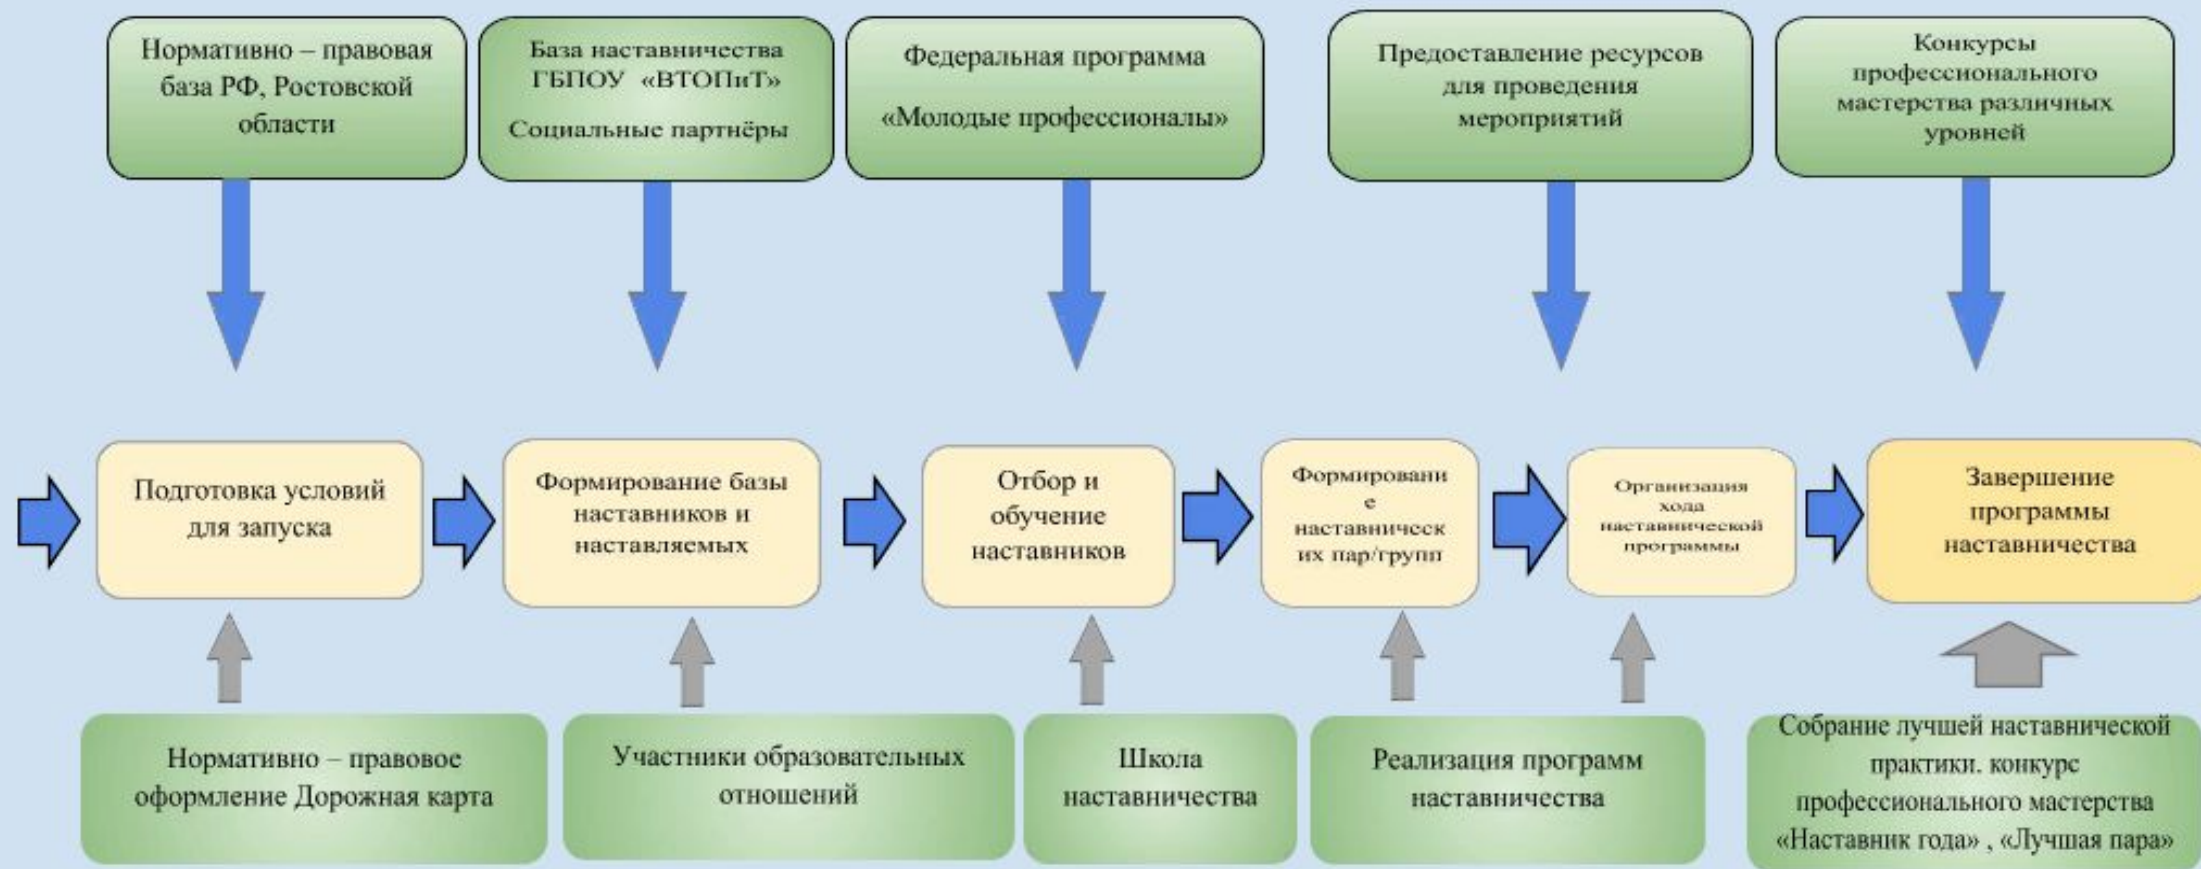 Нормативно – правовая
база РФ, Ростовской
области
База наставничества
ГБПОУ «ВТОПиТ»
Социальные партнёры
Федеральная программа
«Молодые профессионалы»
Предоставление ресурсов
для проведения
мероприятий
Конкурсы
профессионального
мастерства различных
уровней
Подготовка условий
для запуска
Формирование базы
наставников и
наставляемых
Отбор и
обучение
наставников
Формировани
е
наставническ
их пар/групп
Организация
хода
наставнической
программы
Завершение
программы
наставничества
Нормативно – правовое
оформление Дорожная карта
Участники образовательных
отношений
Школа
наставничества
Реализация программ
наставничества
Собрание лучшей наставнической
практики. конкурс
профессионального мастерства
«Наставник года» , «Лучшая пара»